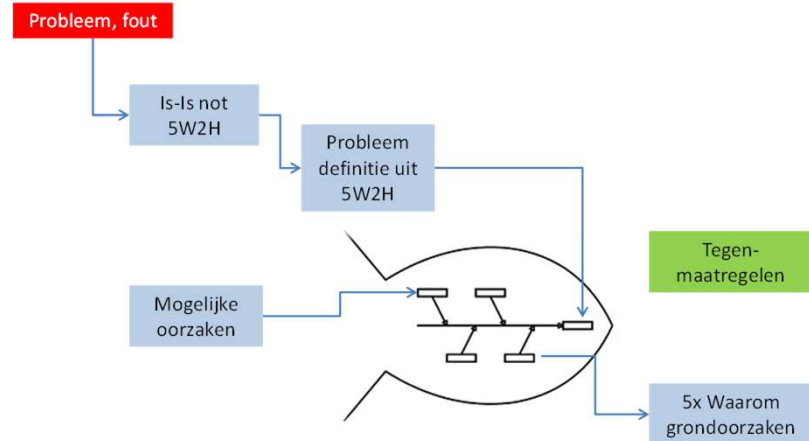 Probleem, fout
Is-Is not
5W2H
Probleem
definitie uit
5W2H
Tegen-
maatregelen
Mogelijke
oorzaken
5x Waarom
grondoorzaken